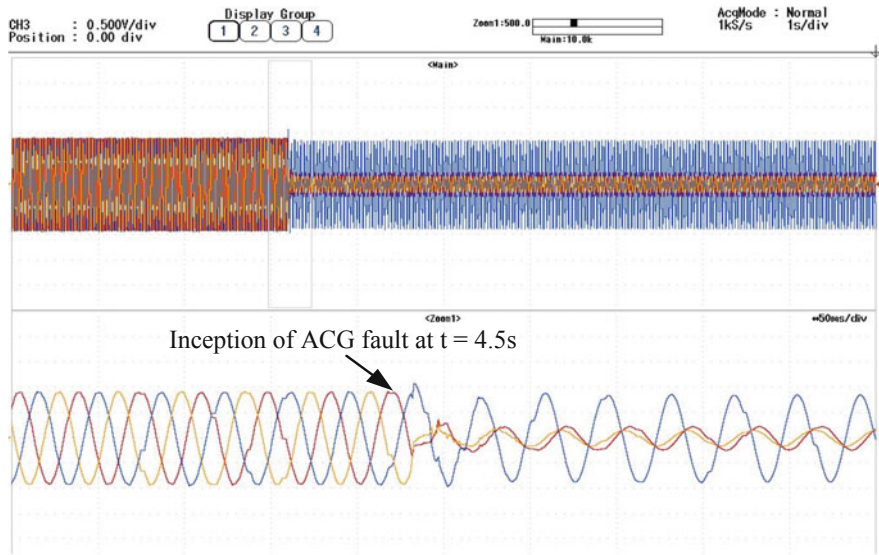 CH3 : 0.500V/div
Position : 0.00 div
Display Group
1 2 3 4
Zoom1:500.0
Main:10.0k
AcqMode : Normal
1kS/s 1s/div
<Main>
<Zoom1>
↔50ms/div
Inception of ACG fault at t = 4.5s